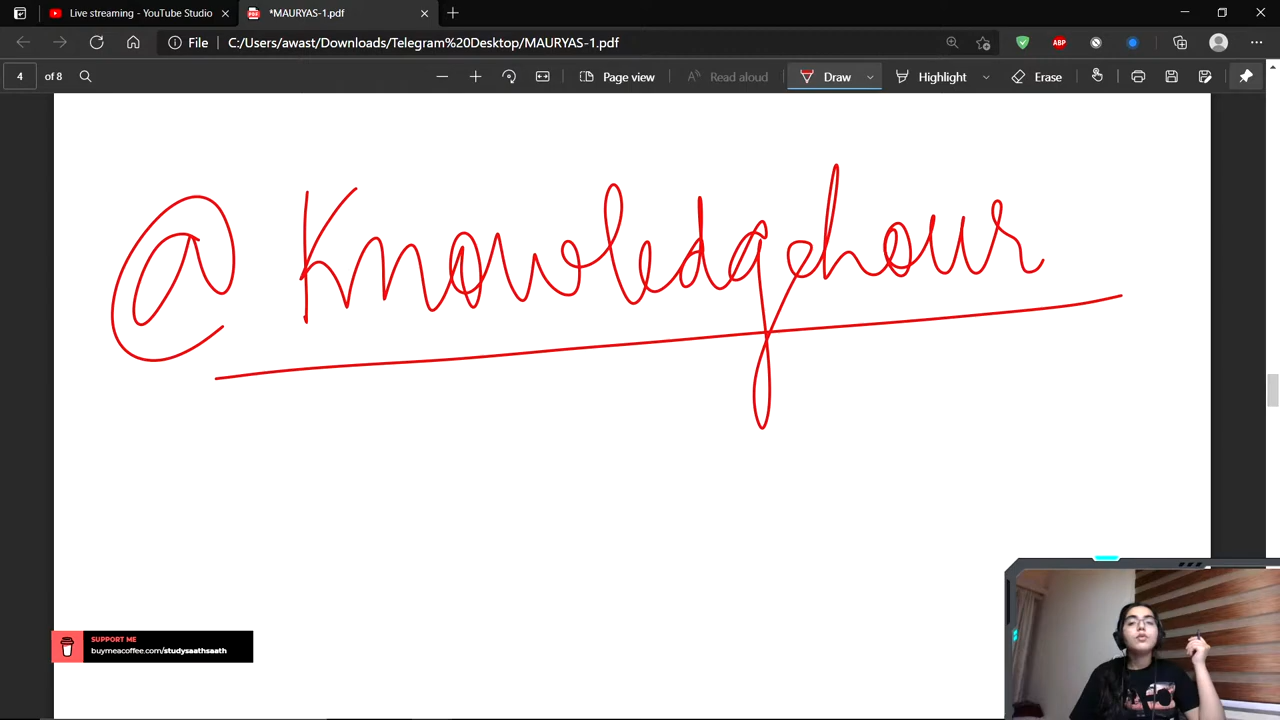 Live streaming - YouTube Studio
*MAURYAS-1.pdf
File
C:/Users/awast/Downloads/Telegram%20Desktop/MAURYAS-1.pdf
ABP
4 of 8
Page view
Read aloud
Draw
Highlight
Erase
@Knowledgehour
SUPPORT ME
buymeacoffee.com/studysaathsaath